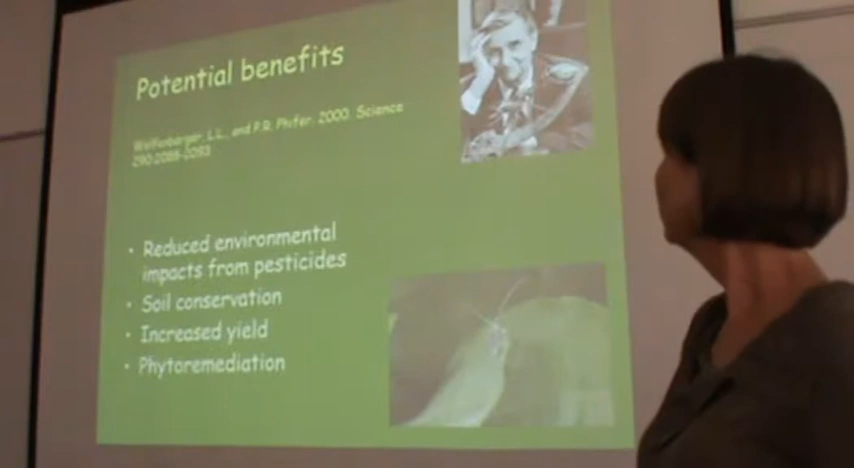 Potential benefits
Wolfenbarger, L.L., and P.R. Phifer. 2000. Science
290:2088-2093
• Reduced environmental
impacts from pesticides
• Soil conservation
• Increased yield
• Phytoremediation